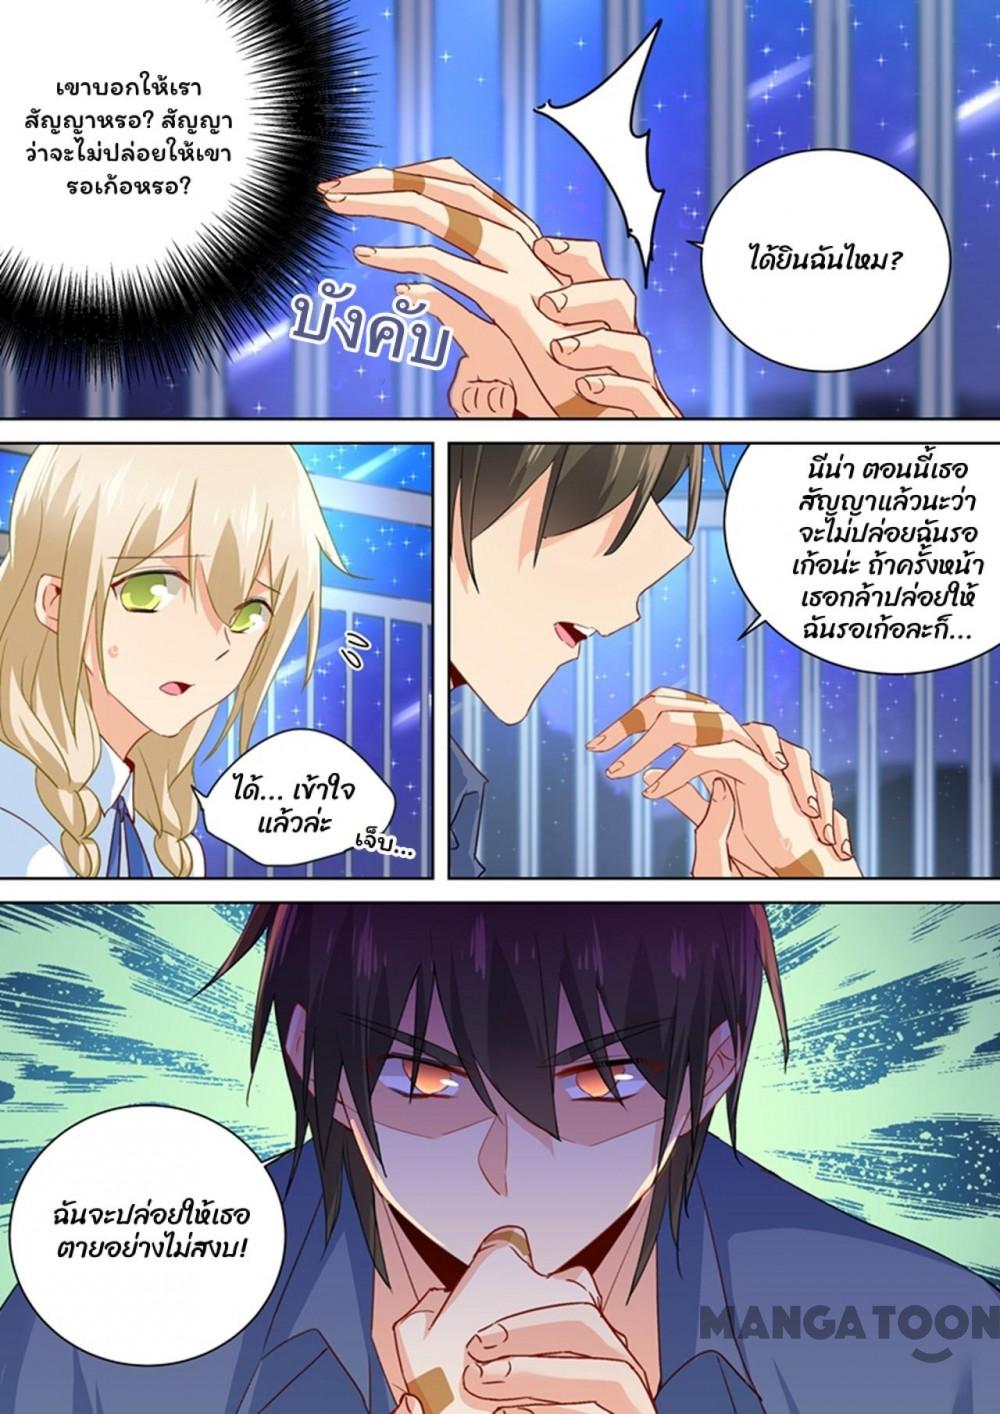 เขาบอกให้เรา
สัญญาหรอ? สัญญา
ว่าจะไม่ปล่อยให้เขา
รอเก้อหรอ?
ได้ยินฉันไหม?
บังคับ
นีน่า ตอนนี้เธอ
สัญญาแล้วนะว่า
จะไม่ปล่อยฉันรอ
เก้อน่ะ ถ้าครั้งหน้า
เธอกล้าปล่อยให้
ฉันรอเก้อละก็...
ได้... เข้าใจ
แล้วล่ะ
เจ็บ...
ฉันจะปล่อยให้เธอ
ตายอย่างไม่สงบ!
MANGATOON